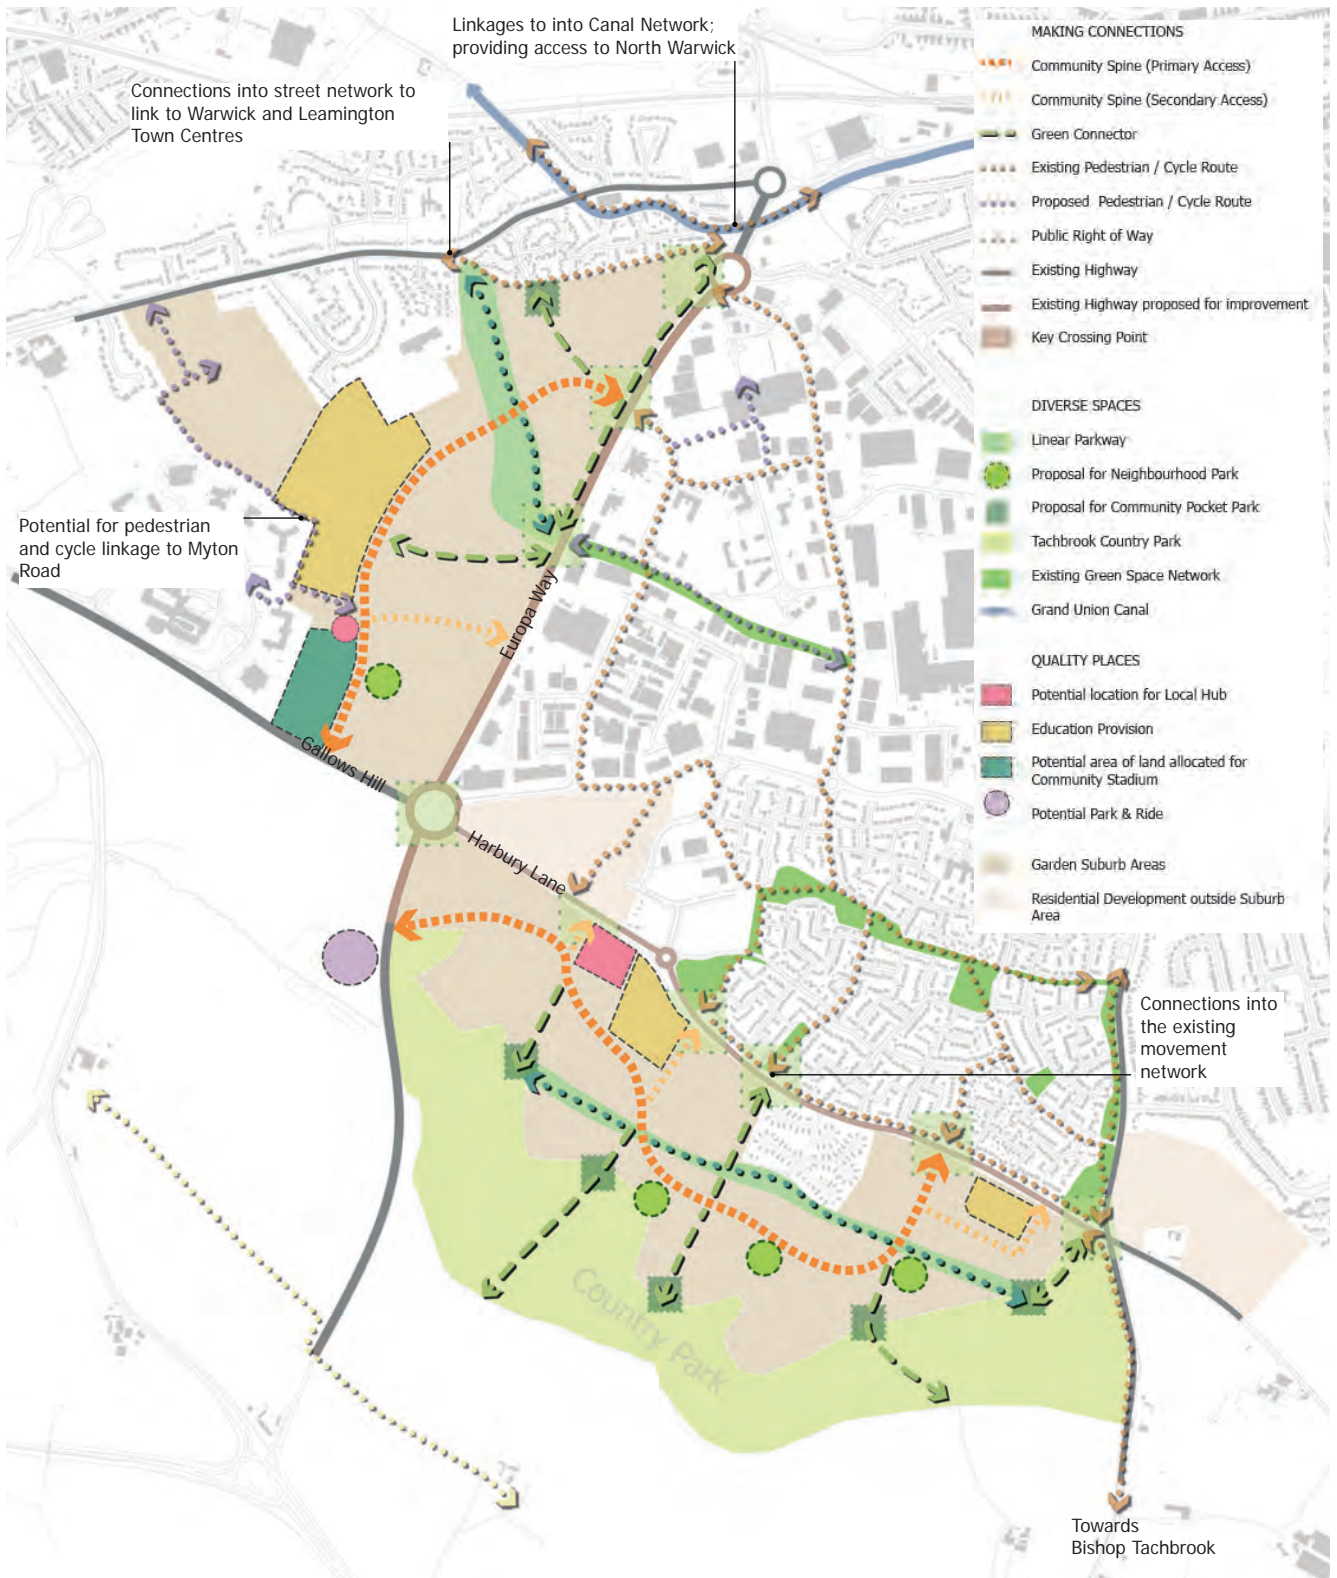 Linkages to into Canal Network;
providing access to North Warwick
Connections into street network to
link to Warwick and Leamington
Town Centres
Potential for pedestrian
and cycle linkage to Myton
Road
Europa Way
Gallows Hill
Harbury Lane
Connections into
the existing
movement
network
Country Park
Towards
Bishop Tachbrook
MAKING CONNECTIONS
Community Spine (Primary Access)
Community Spine (Secondary Access)
Green Connector
Existing Pedestrian / Cycle Route
Proposed Pedestrian / Cycle Route
Public Right of Way
Existing Highway
Existing Highway proposed for improvement
Key Crossing Point
DIVERSE SPACES
Linear Parkway
Proposal for Neighbourhood Park
Proposal for Community Pocket Park
Tachbrook Country Park
Existing Green Space Network
Grand Union Canal
QUALITY PLACES
Potential location for Local Hub
Education Provision
Potential area of land allocated for
Community Stadium
Potential Park & Ride
Garden Suburb Areas
Residential Development outside Suburb
Area